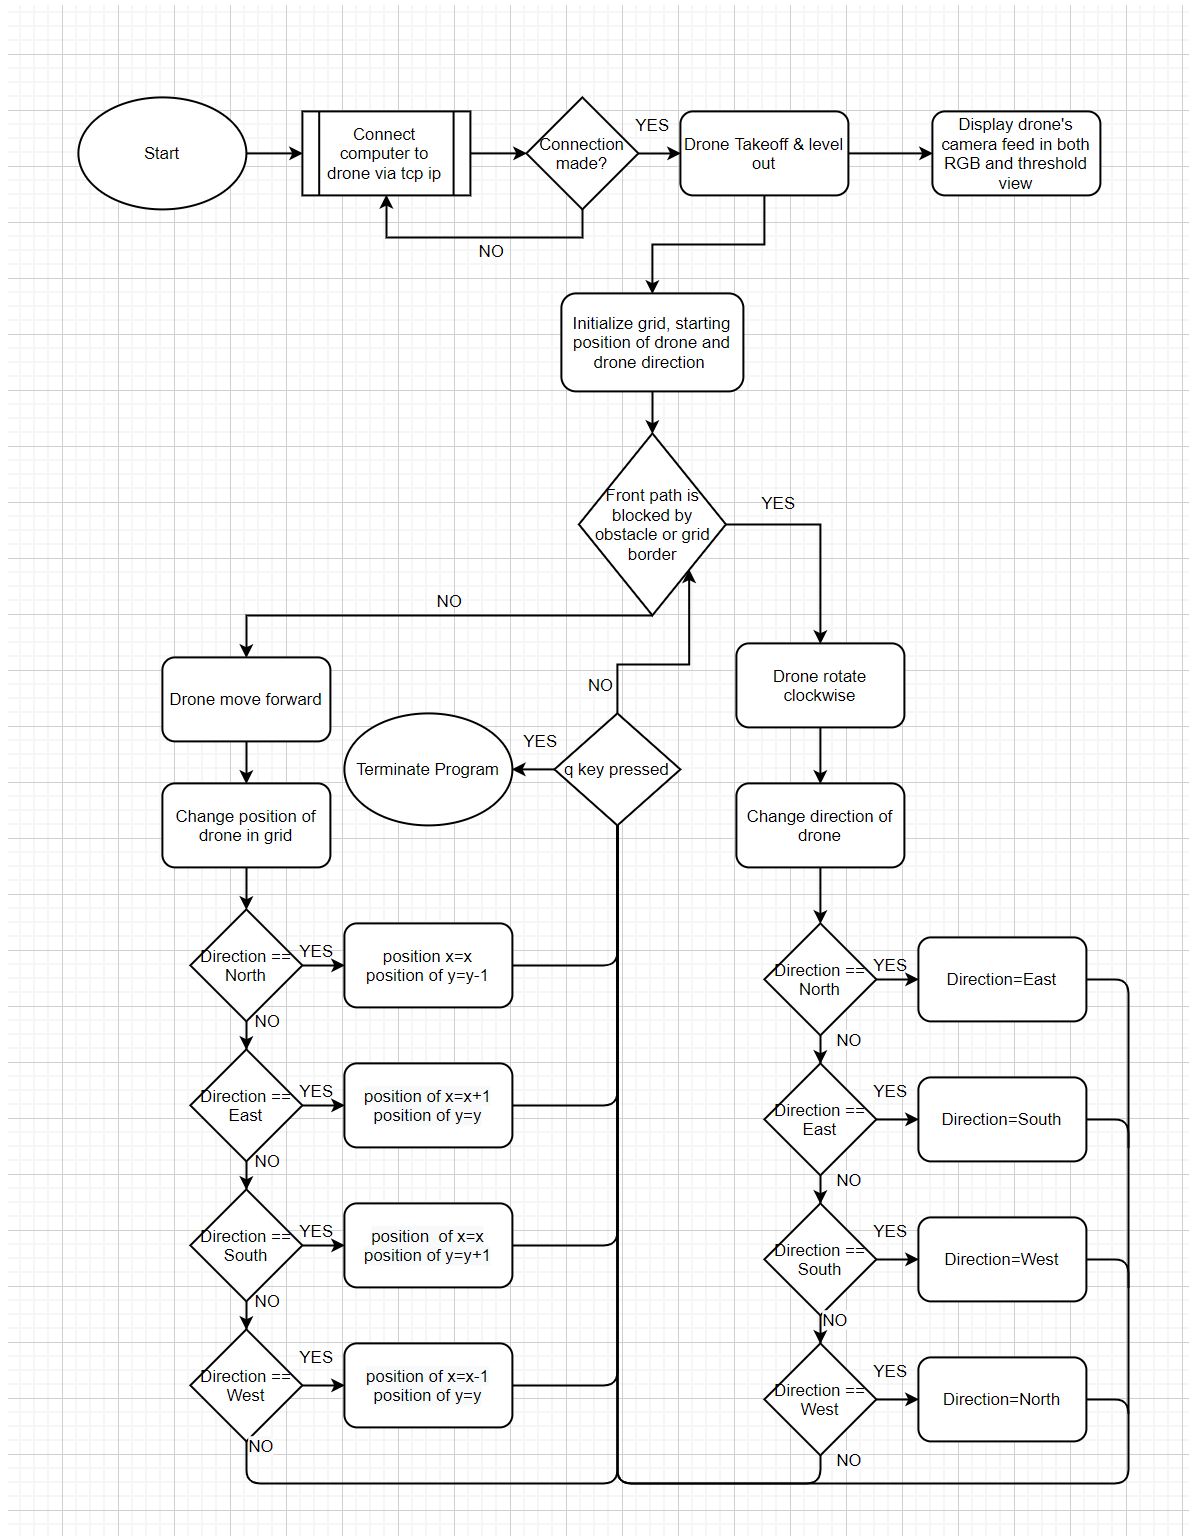 Start
Connect
computer to
drone via tcp ip
Connection
made?
YES
NO
Drone Takeoff & level
out
Display drone's
camera feed in both
RGB and threshold
view
Initialize grid, starting
position of drone and
drone direction
Front path is
blocked by
obstacle or grid
border
YES
NO
Drone move forward
Change position of
drone in grid
NO
YES
q key pressed
Terminate Program
Drone rotate
clockwise
Change direction of
drone
Direction ==
North
YES
position x=x
position of y=y-1
NO
Direction ==
East
YES
position of x=x+1
position of y=y
NO
Direction ==
South
YES
position  of x=x
position of y=y+1
NO
Direction ==
West
YES
position of x=x-1
position of y=y
NO
Direction ==
North
YES
Direction=East
NO
Direction ==
East
YES
Direction=South
NO
Direction ==
South
YES
Direction=West
NO
Direction ==
West
YES
Direction=North
NO